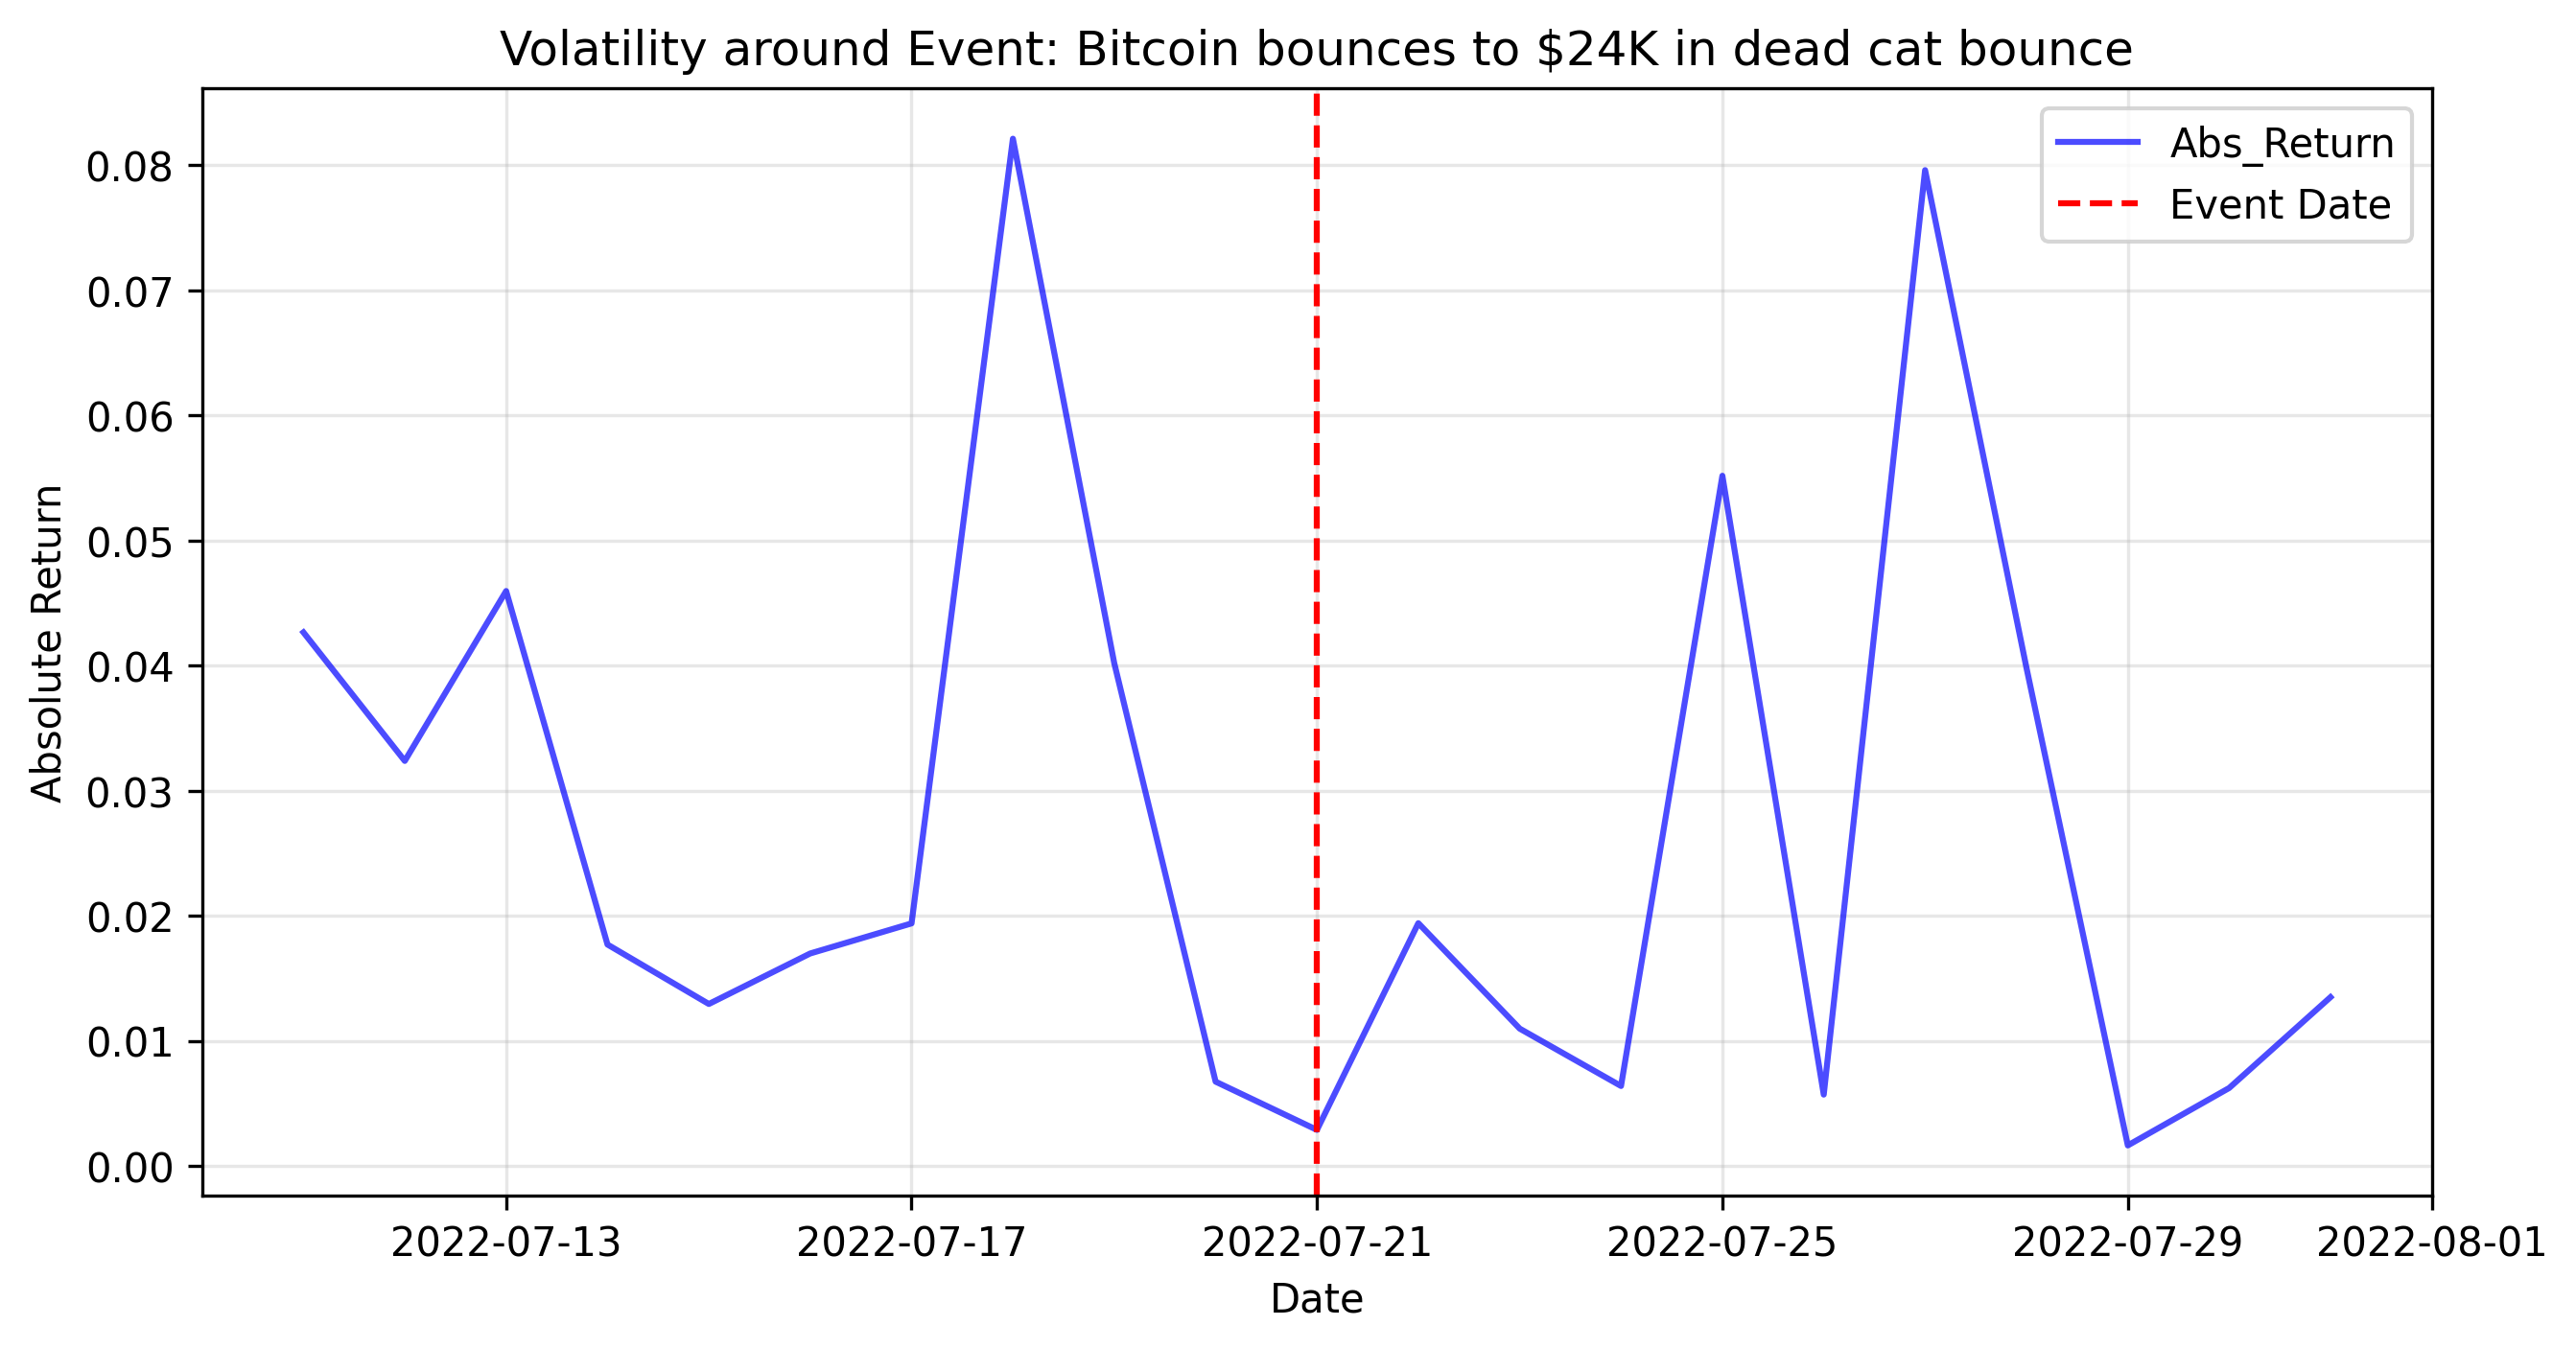 Volatility around Event: Bitcoin bounces to $24K in dead cat bounce
Abs_Return
Event Date
Absolute Return
0.08
0.07
0.06
0.05
0.04
0.03
0.02
0.01
0.00
2022-07-13 2022-07-17 2022-07-21 2022-07-25 2022-07-29 2022-08-01
Date